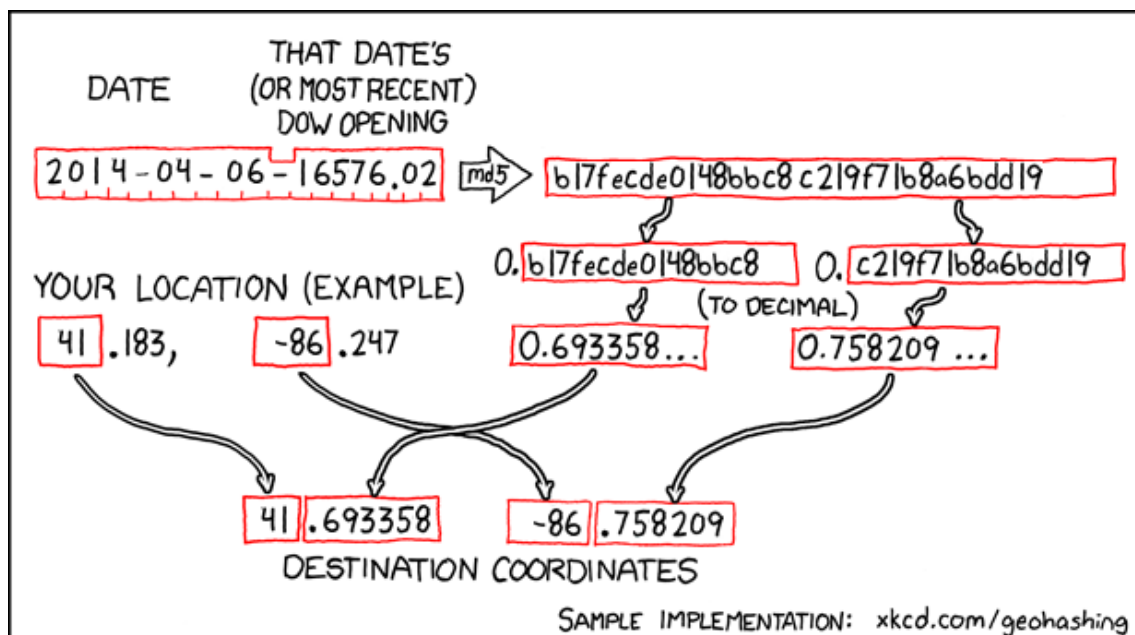 DATE
THAT DATE'S
(OR MOST RECENT)
DOW OPENING
2014-04-06-16576.02
md5
b17fecde0148bbc8c219f71b8a6bdd19
0.b17fecde0148bbc8
0.c219f71b8a6bdd19
(TO DECIMAL)
YOUR LOCATION (EXAMPLE)
41.183, -86.247
0.693358...
0.758209...
41.693358
-86.758209
DESTINATION COORDINATES
SAMPLE IMPLEMENTATION: xkcd.com/geohashing